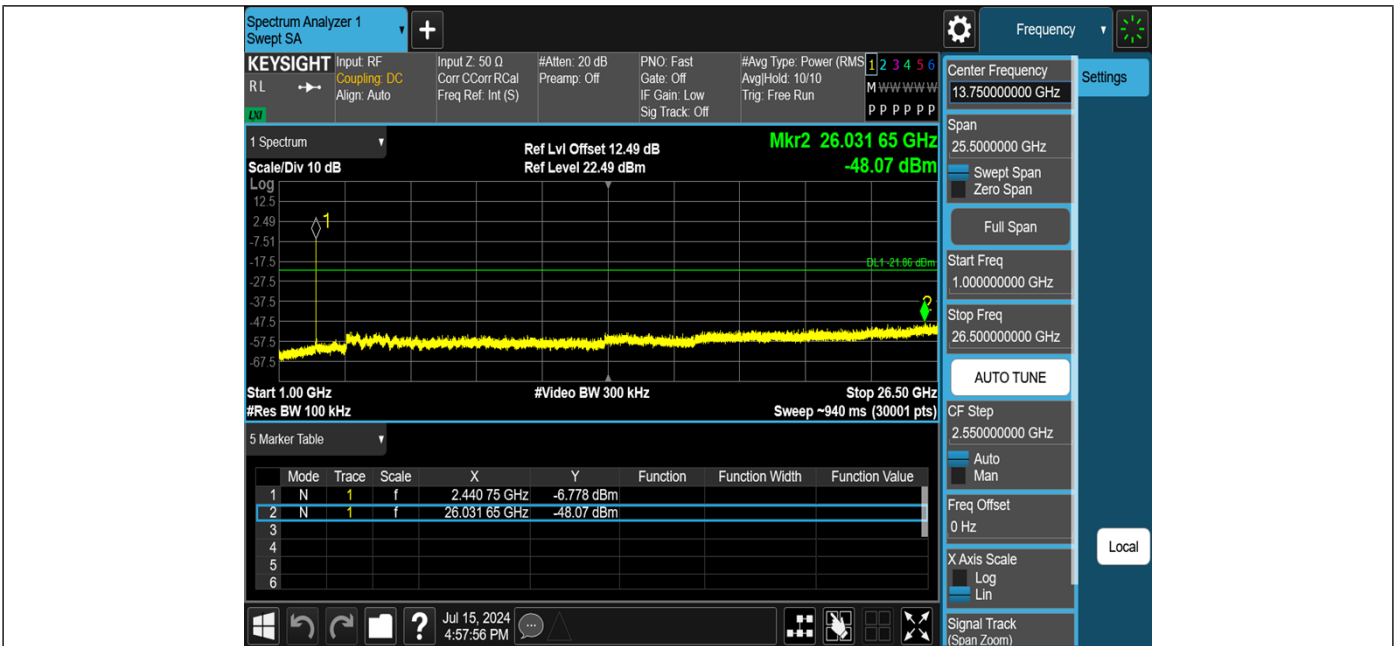 Spectrum Analyzer 1
Swept SA
Frequency
KEYSIGHT
RL
LXI
Input: RF
Coupling: DC
Align: Auto
Input Z: 50 Ω
Corr CCorr RCal
Freq Ref: Int (S)
#Atten: 20 dB
Preamp: Off
PNO: Fast
Gate: Off
IF Gain: Low
Sig Track: Off
#Avg Type: Power (RMS
Avg|Hold: 10/10
Trig: Free Run
1 2 3 4 5 6
M W W W W W
P P P P P P
1 Spectrum
Scale/Div 10 dB
Ref Lvl Offset 12.49 dB
Ref Level 22.49 dBm
Mkr2 26.031 65 GHz
-48.07 dBm
Log
12.5
2.49
-7.51
-17.5
-27.5
-37.5
-47.5
-57.5
-67.5
1
DL1 -21.86 dBm
2
Start 1.00 GHz
#Video BW 300 kHz
Stop 26.50 GHz
#Res BW 100 kHz
Sweep ~940 ms (30001 pts)
5 Marker Table
Mode Trace Scale X Y Function Function Width Function Value
1 N 1 f 2.440 75 GHz -6.778 dBm
2 N 1 f 26.031 65 GHz -48.07 dBm
3
4
5
6
?
Jul 15, 2024
4:57:56 PM
Center Frequency
13.750000000 GHz
Span
25.5000000 GHz
Swept Span
Zero Span
Full Span
Start Freq
1.000000000 GHz
Stop Freq
26.500000000 GHz
AUTO TUNE
CF Step
2.550000000 GHz
Auto
Man
Freq Offset
0 Hz
X Axis Scale
Log
Lin
Signal Track
(Span Zoom)
Settings
Local